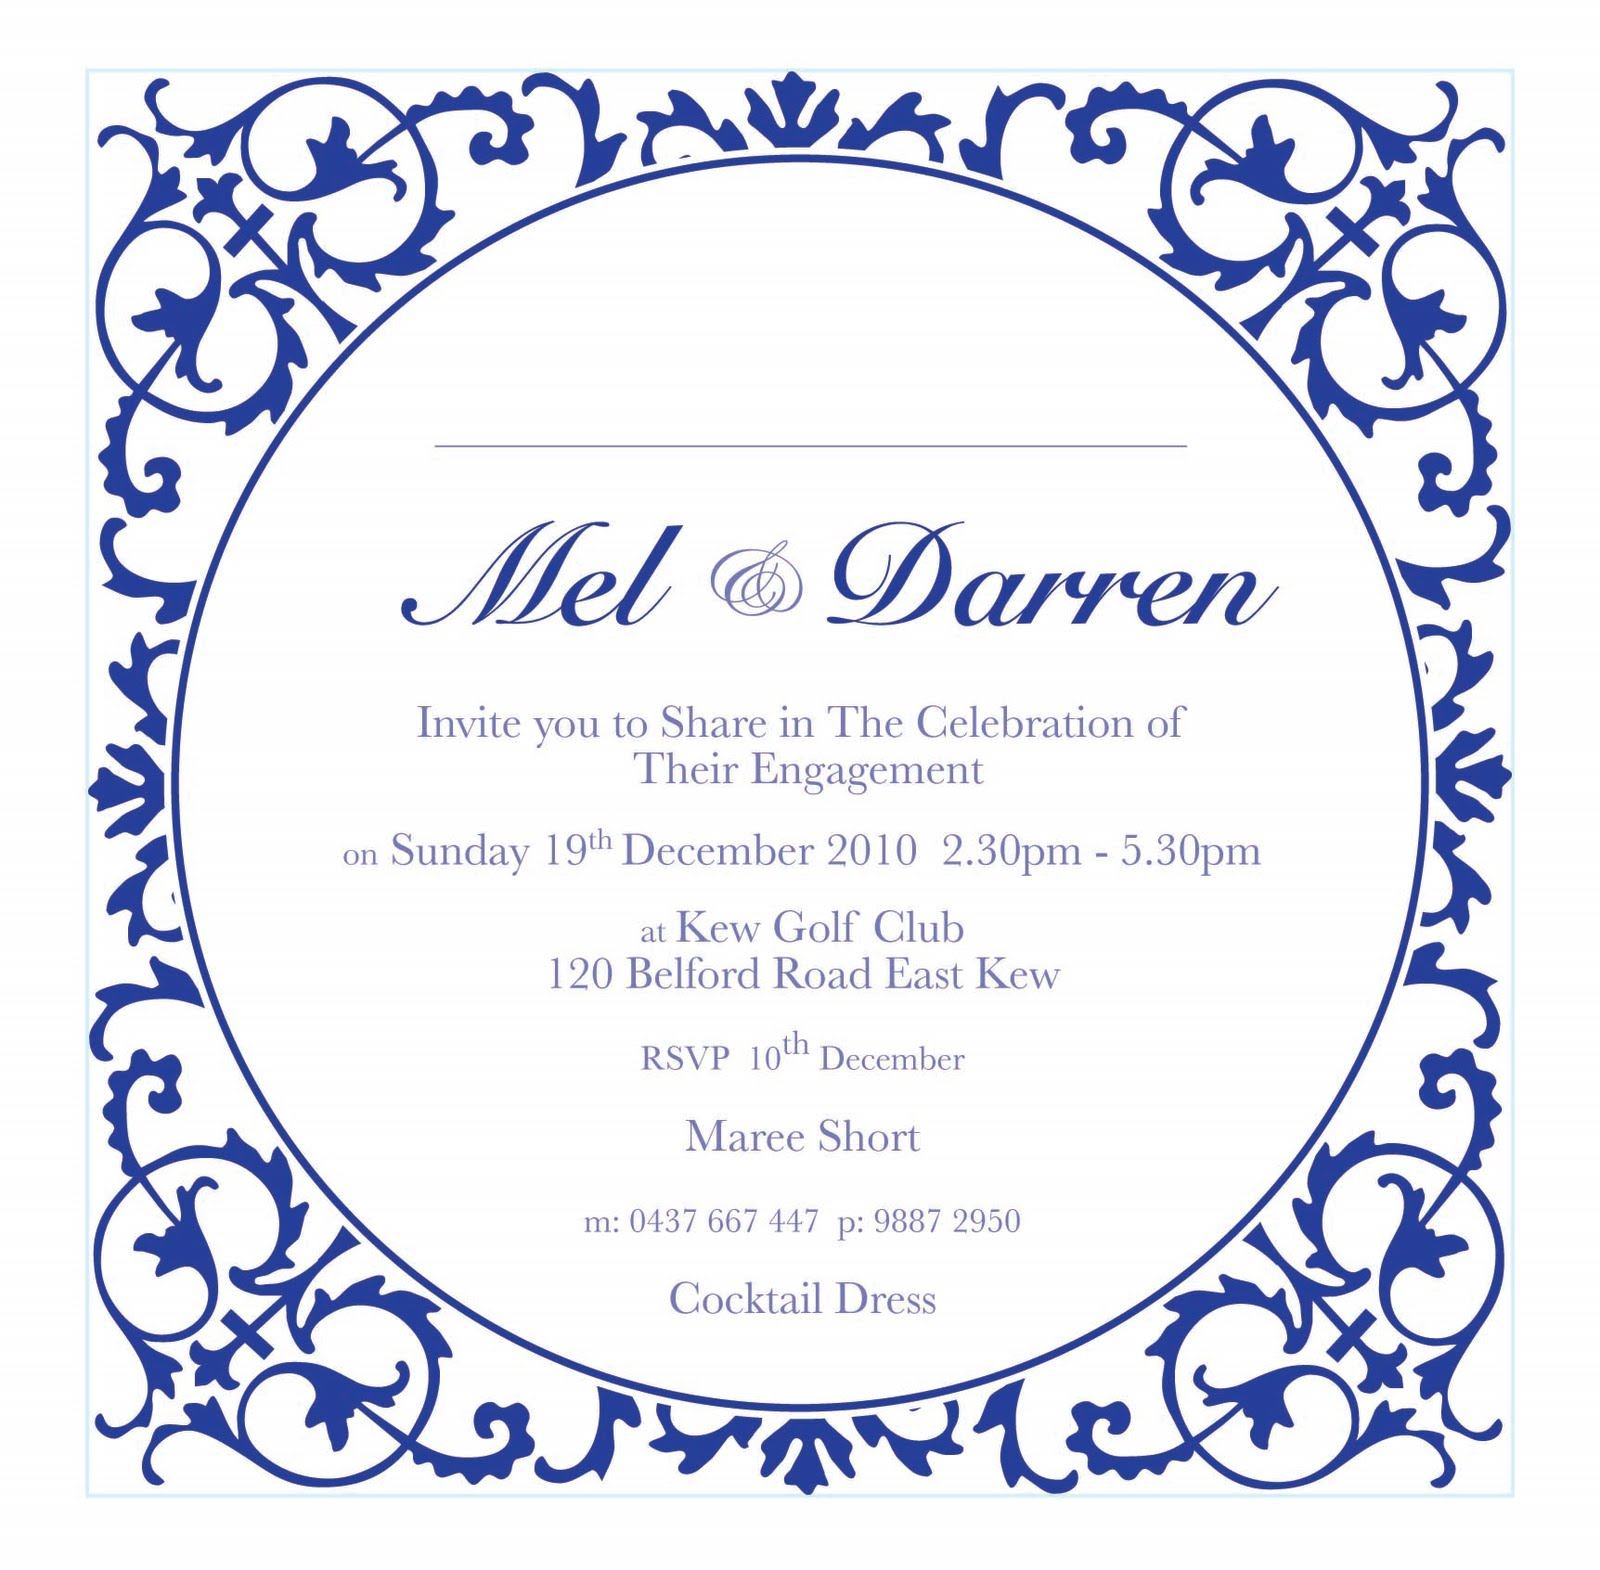 Mel & Darren
Invite you to Share in The Celebration of
Their Engagement
on Sunday 19th December 2010 2.30pm - 5.30pm
at Kew Golf Club
120 Belford Road East Kew
RSVP 10th December
Maree Short
m: 0437 667 447 p: 9887 2950
Cocktail Dress